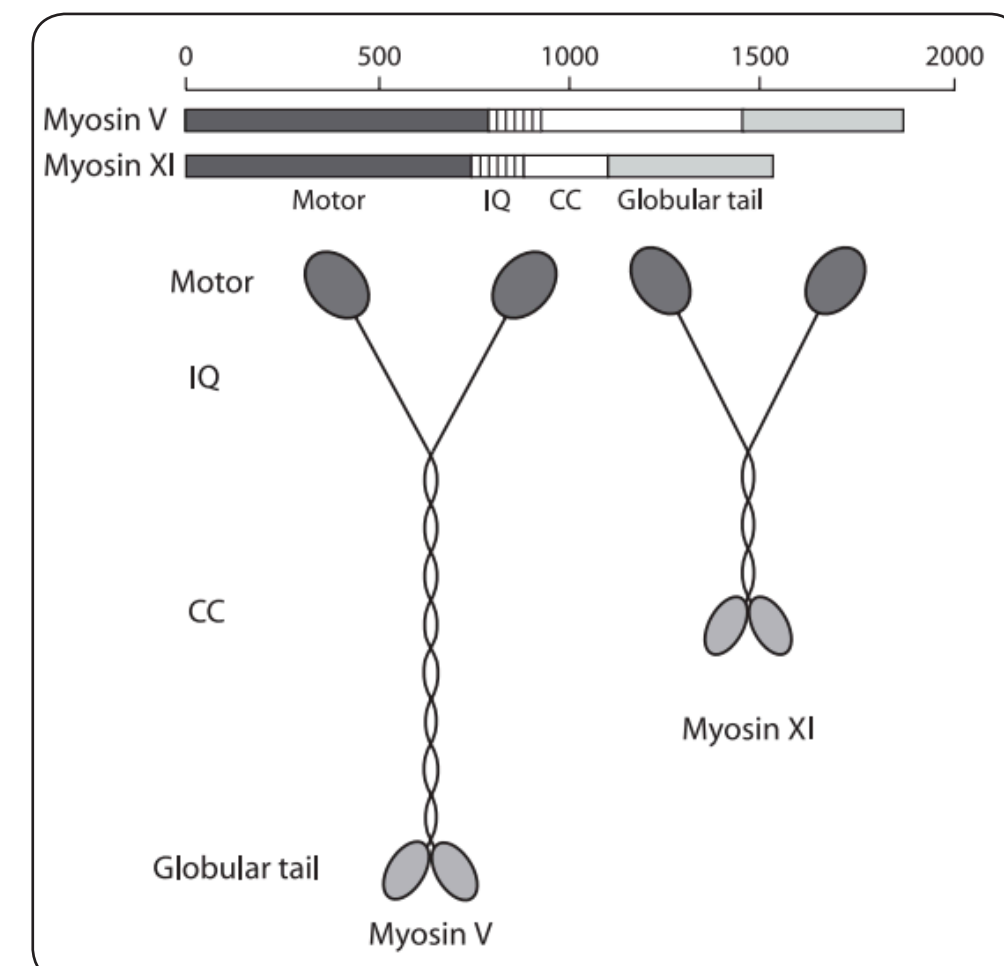 0 500 1000 1500 2000
Myosin V
Myosin XI
Motor IQ CC Globular tail
Motor
IQ
CC
Myosin XI
Globular tail
Myosin V